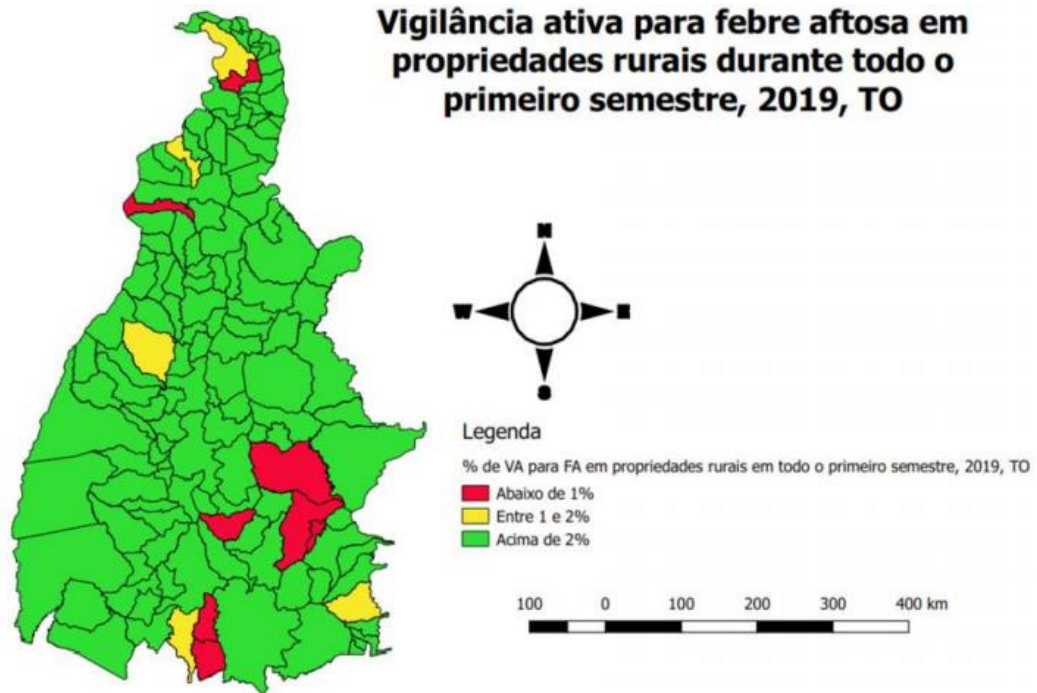 Vigilância ativa para febre aftosa em
propriedades rurais durante todo o
primeiro semestre, 2019, TO
N
W
E
S
Legenda
% de VA para FA em propriedades rurais em todo o primeiro semestre, 2019, TO
Abaixo de 1%
Entre 1 e 2%
Acima de 2%
100 0 100 200 300 400 km